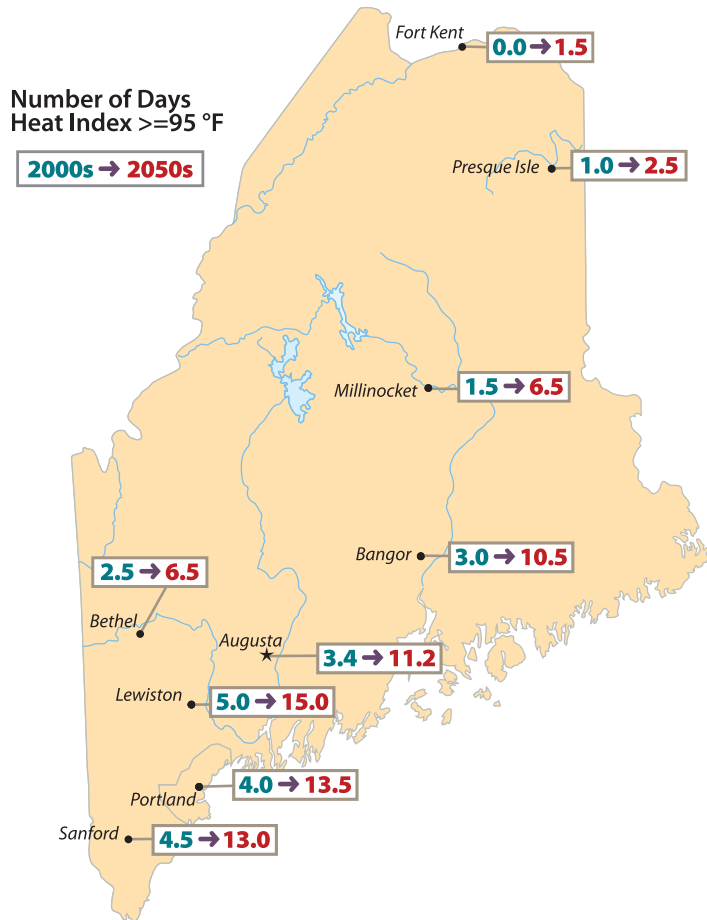 Fort Kent
0.0 → 1.5
Number of Days
Heat Index >=95 °F
2000s → 2050s
Presque Isle
1.0 → 2.5
Millinocket
1.5 → 6.5
Bangor
3.0 → 10.5
2.5 → 6.5
Bethel
Augusta
3.4 → 11.2
Lewiston
5.0 → 15.0
Portland
4.0 → 13.5
Sanford
4.5 → 13.0